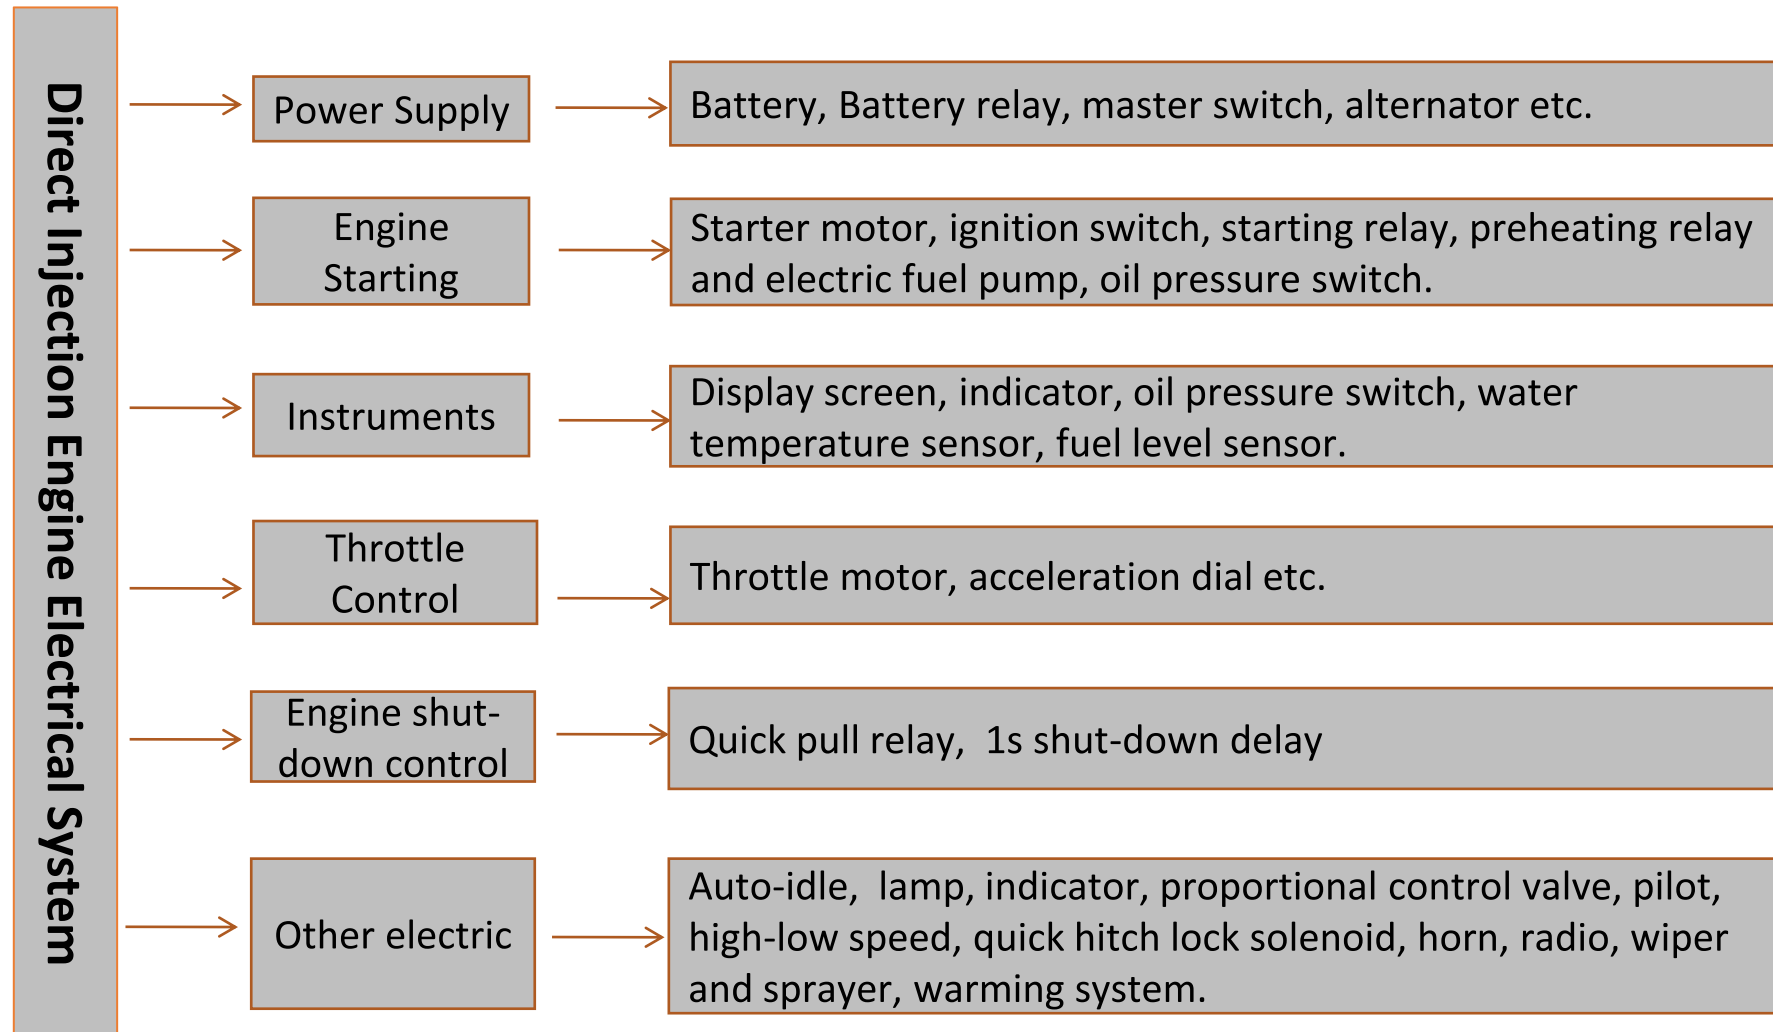 Direct Injection Engine Electrical System
Power Supply
Battery, Battery relay, master switch, alternator etc.
Engine
Starting
Starter motor, ignition switch, starting relay, preheating relay
and electric fuel pump, oil pressure switch.
Instruments
Display screen, indicator, oil pressure switch, water
temperature sensor, fuel level sensor.
Throttle
Control
Throttle motor, acceleration dial etc.
Engine shut-
down control
Quick pull relay,  1s shut-down delay
Other electric
Auto-idle,  lamp, indicator, proportional control valve, pilot,
high-low speed, quick hitch lock solenoid, horn, radio, wiper
and sprayer, warming system.